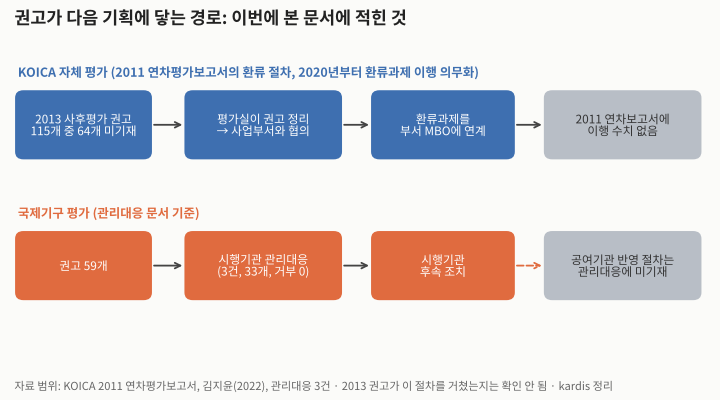 권고가 다음 기획에 닿는 경로: 이번에 본 문서에 적힌 것
KOICA 자체 평가 (2011 연차평가보고서의 환류 절차, 2020년부터 환류과제 이행 의무화)
2013 사후평가 권고
115개 중 64개 미기재
평가실이 권고 정리
→ 사업부서와 협의
환류과제를
부서 MBO에 연계
2011 연차보고서에
이행 수치 없음
국제기구 평가 (관리대응 문서 기준)
권고 59개
시행기관 관리대응
(3건, 33개, 거부 0)
시행기관
후속 조치
공여기관 반영 절차는
관리대응에 미기재
자료 범위: KOICA 2011 연차평가보고서, 김지윤(2022), 관리대응 3건 · 2013 권고가 이 절차를 거쳤는지는 확인 안 됨 · kardis 정리